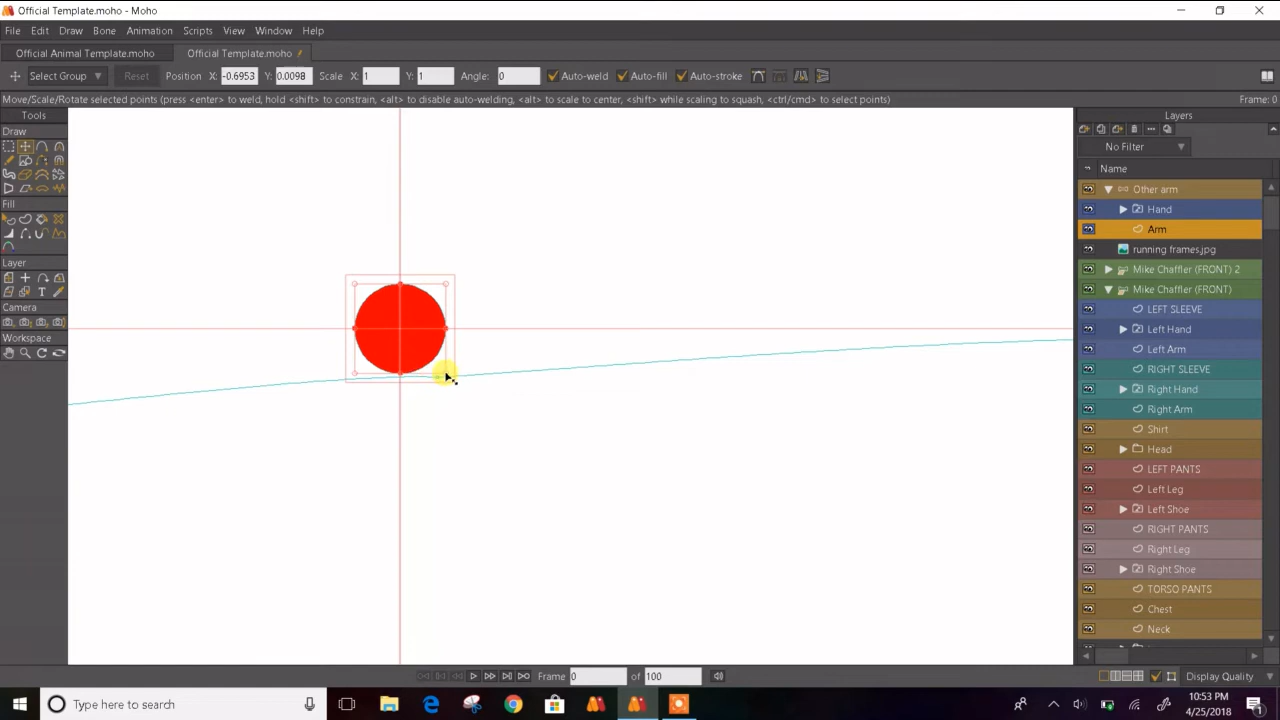 Official Template.moho - Moho
File Edit Draw Bone Animation Scripts View Window Help
Official Animal Template.moho Official Template.moho
Select Group Reset Position X: -0.6953 Y: 0.0098 Scale X: 1 Y: 1 Angle: 0 Auto-weld Auto-fill Auto-stroke
Move/Scale/Rotate selected points (press <enter> to weld, hold <shift> to constrain, <alt> to disable auto-welding, <alt> to scale to center, <shift> while scaling to squash, <ctrl/cmd> to select points) Frame: 0
Tools
Draw
Fill
Layer
T
Camera
Workspace
Layers
No Filter
Name
Other arm
Hand
Arm
running frames.jpg
Mike Chaffler (FRONT) 2
Mike Chaffler (FRONT)
LEFT SLEEVE
Left Hand
Left Arm
RIGHT SLEEVE
Right Hand
Right Arm
Shirt
Head
LEFT PANTS
Left Leg
Left Shoe
RIGHT PANTS
Right Leg
Right Shoe
TORSO PANTS
Chest
Neck
Frame 0 of 100 Display Quality
Type here to search
10:53 PM
4/25/2018
1